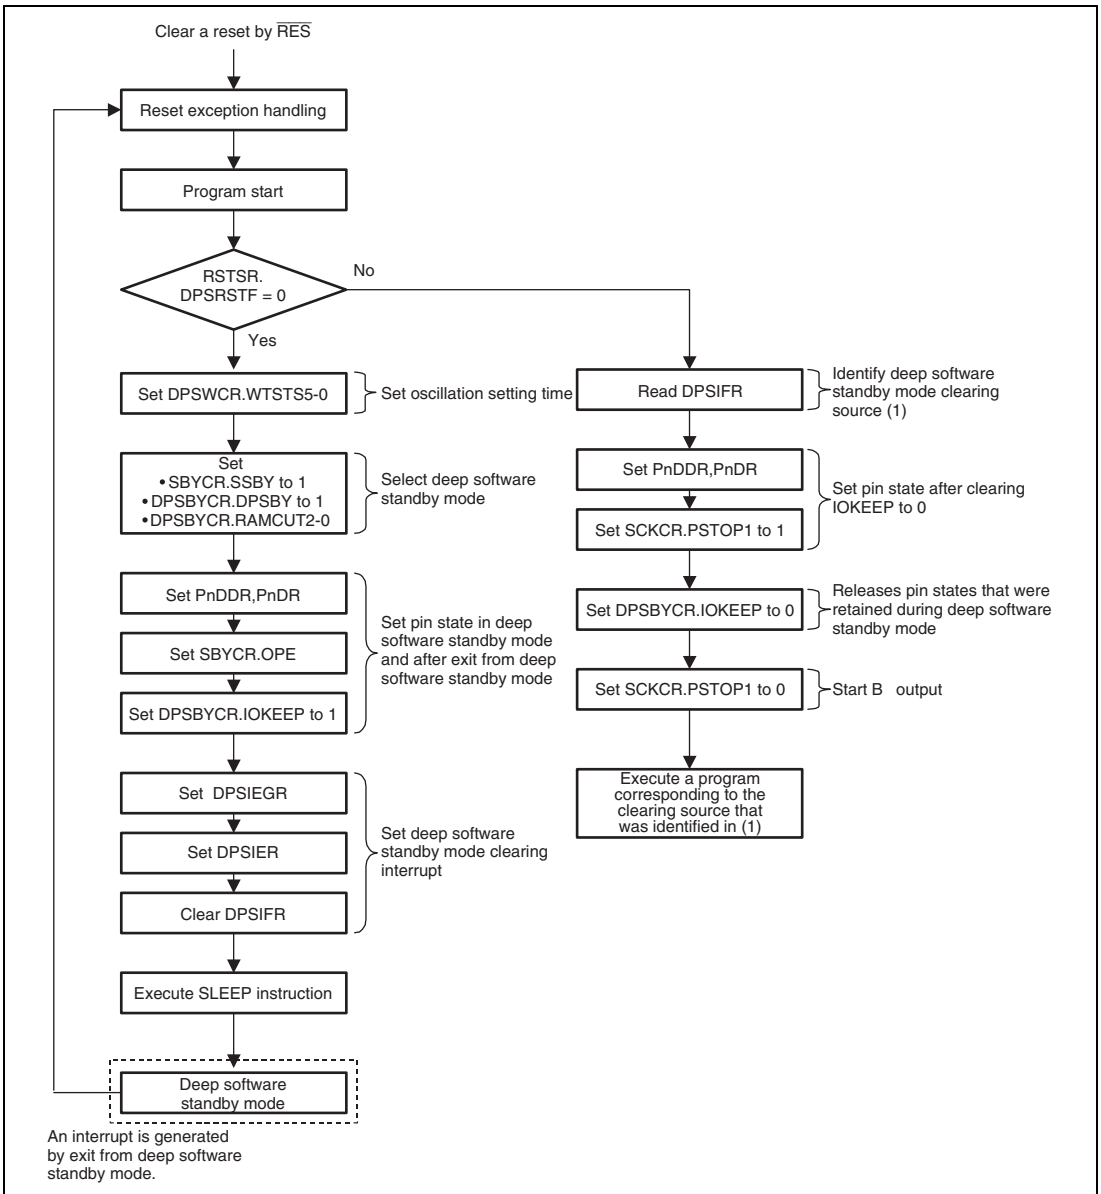 Clear a reset by RES
Reset exception handling
Program start
RSTSR.
DPSRSTF = 0
No
Yes
Set DPSWCR.WTSTS5-0
Set oscillation setting time
Set
• SBYCR.SSBY to 1
• DPSBYCR.DPSBY to 1
• DPSBYCR.RAMCUT2-0
Select deep software
standby mode
Set PnDDR,PnDR
Set SBYCR.OPE
Set DPSBYCR.IOKEEP to 1
Set pin state in deep
software standby mode
and after exit from deep
software standby mode
Set DPSIEGR
Set DPSIER
Clear DPSIFR
Set deep software
standby mode clearing
interrupt
Execute SLEEP instruction
Deep software
standby mode
An interrupt is generated
by exit from deep software
standby mode.
Read DPSIFR
Identify deep software
standby mode clearing
source (1)
Set PnDDR,PnDR
Set SCKCR.PSTOP1 to 1
Set pin state after clearing
IOKEEP to 0
Set DPSBYCR.IOKEEP to 0
Releases pin states that were
retained during deep software
standby mode
Set SCKCR.PSTOP1 to 0
Start B output
Execute a program
corresponding to the
clearing source that
was identified in (1)